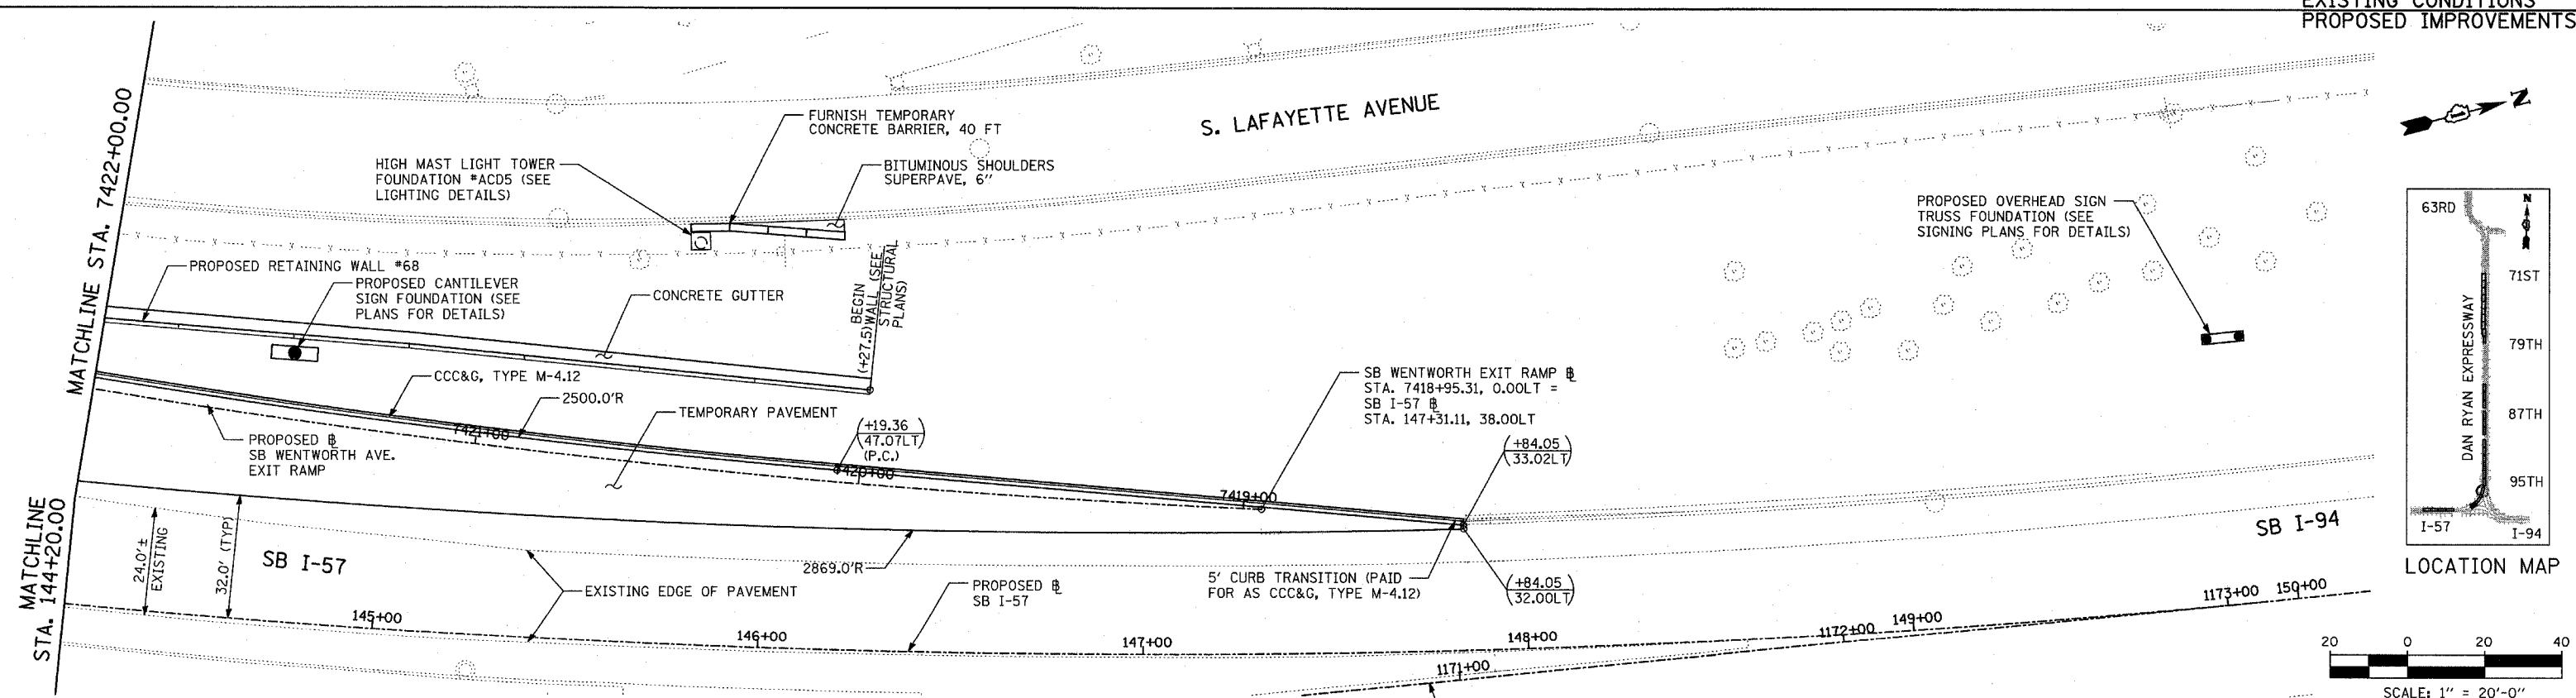 EXISTING CONDITIONS
PROPOSED IMPROVEMENTS
MATCHLINE STA. 7422+00.00
S. LAFAYETTE AVENUE
FURNISH TEMPORARY
CONCRETE BARRIER, 40 FT
HIGH MAST LIGHT TOWER
FOUNDATION #ACD5 (SEE
LIGHTING DETAILS)
BITUMINOUS SHOULDERS
SUPERPAVE, 6"
PROPOSED OVERHEAD SIGN
TRUSS FOUNDATION (SEE
SIGNING PLANS FOR DETAILS)
PROPOSED RETAINING WALL #68
PROPOSED CANTILEVER
SIGN FOUNDATION (SEE
PLANS FOR DETAILS)
CONCRETE GUTTER
(+27.5)
BEGIN
WALL (SEE
STRUCTURAL
PLANS)
CCC&G, TYPE M-4.12
2500.0'R
TEMPORARY PAVEMENT
7421+00
PROPOSED ℄
SB WENTWORTH AVE.
EXIT RAMP
(+19.36
47.07LT)
(P.C.)
7420+00
SB WENTWORTH EXIT RAMP ℄
STA. 7418+95.31, 0.00LT =
SB I-57 ℄
STA. 147+31.11, 38.00LT
7419+00
(+84.05
33.02LT)
MATCHLINE
STA. 144+20.00
24.0'±
EXISTING
32.0' (TYP)
SB I-57
EXISTING EDGE OF PAVEMENT
2869.0'R
PROPOSED ℄
SB I-57
5' CURB TRANSITION (PAID
FOR AS CCC&G, TYPE M-4.12)
(+84.05
32.00LT)
SB I-94
145+00
146+00
147+00
148+00
149+00
150+00
1171+00
1172+00
1173+00
N
63RD
N
71ST
79TH
87TH
95TH
DAN RYAN EXPRESSWAY
I-57
I-94
LOCATION MAP
20 0 20 40
SCALE: 1" = 20'-0"